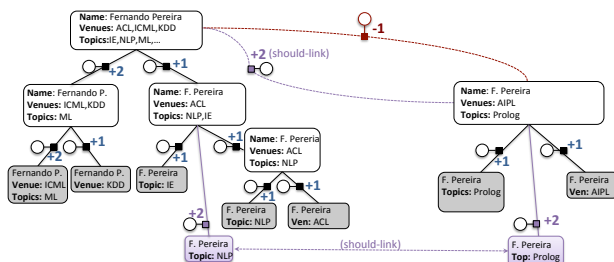 Name: Fernando Pereira
Venues: ACL,ICML,KDD
Topics:IE,NLP,ML,...
-1
+2 (should-link)
+2
+1
Name: Fernando P.
Venues: ICML,KDD
Topics: ML
Name: F. Pereira
Venues: ACL
Topics: NLP,IE
Name: F. Pereira
Venues: AIPL
Topics: Prolog
+2
+1
+1
+1
Name: F. Pereria
Venues: ACL
Topics: NLP
+1
+1
Fernando P.
Venue: ICML
Topics: ML
Fernando P.
Venue: KDD
F. Pereira
Topic: IE
+1
+1
F. Pereira
Topics: Prolog
F. Pereira
Ven: AIPL
F. Pereira
Topic: NLP
F. Pereira
Ven: ACL
+2
+2
F. Pereira
Topic: NLP
(should-link)
F. Pereira
Top: Prolog